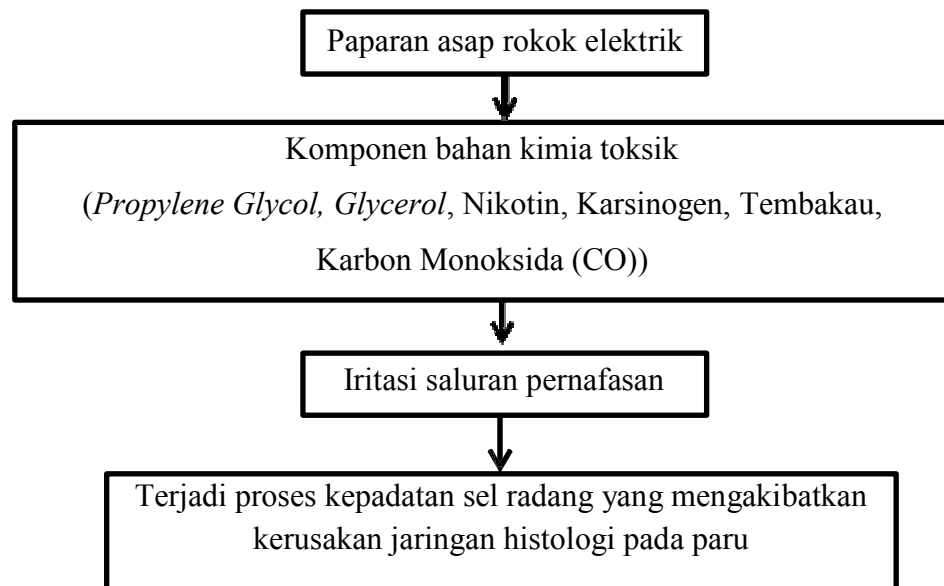 Paparan asap rokok elektrik
Komponen bahan kimia toksik
(Propylene Glycol, Glycerol, Nikotin, Karsinogen, Tembakau,
Karbon Monoksida (CO))
Iritasi saluran pernafasan
Terjadi proses kepadatan sel radang yang mengakibatkan
kerusakan jaringan histologi pada paru